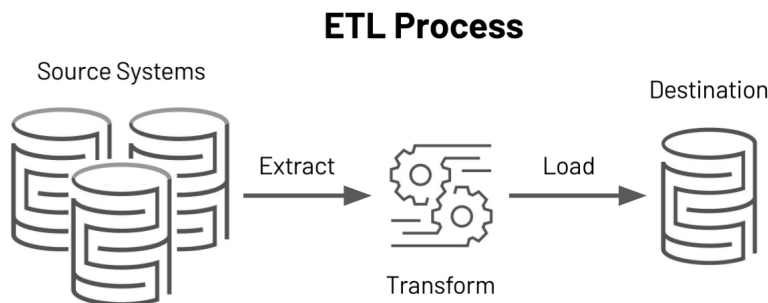 ETL Process
Source Systems
Destination
Extract
Load
Transform